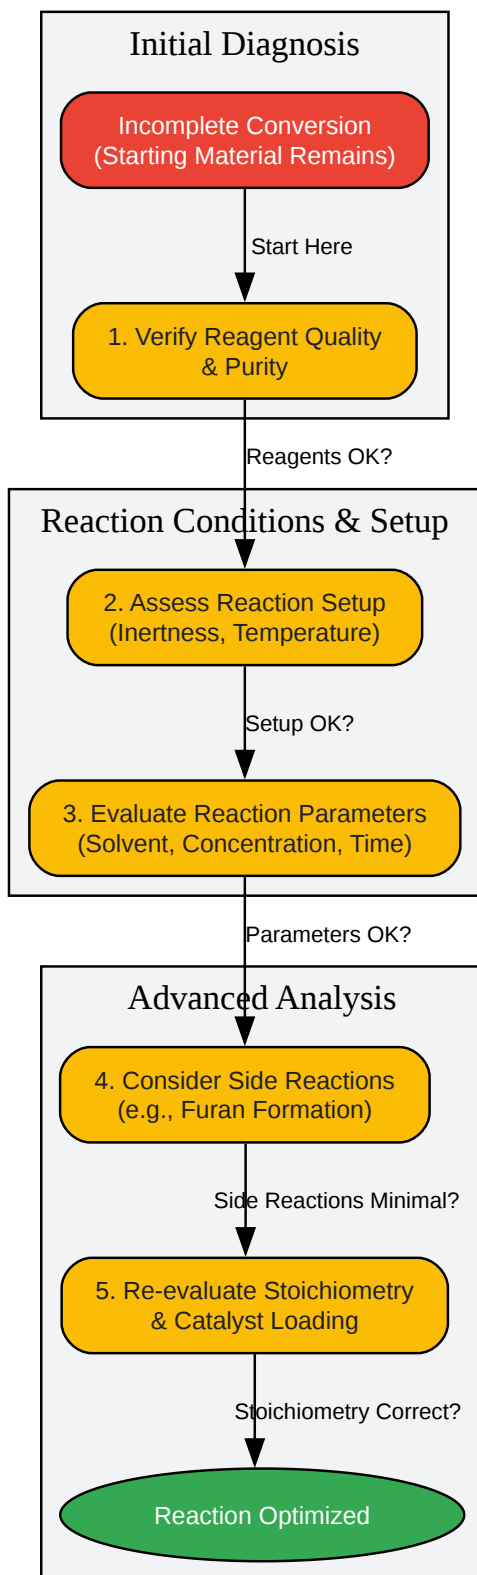 Initial Diagnosis
Incomplete Conversion
(Starting Material Remains)
Start Here
1. Verify Reagent Quality
& Purity
Reagents OK?
Reaction Conditions & Setup
2. Assess Reaction Setup
(Inertness, Temperature)
Setup OK?
3. Evaluate Reaction Parameters
(Solvent, Concentration, Time)
Parameters OK?
Advanced Analysis
4. Consider Side Reactions
(e.g., Furan Formation)
Side Reactions Minimal?
5. Re-evaluate Stoichiometry
& Catalyst Loading
Stoichiometry Correct?
Reaction Optimized